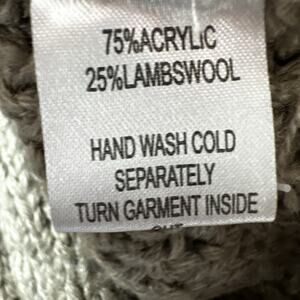 75%ACRYLIC
25%LAMBSWOOL
HAND WASH COLD
SEPARATELY
TURN GARMENT INSIDE